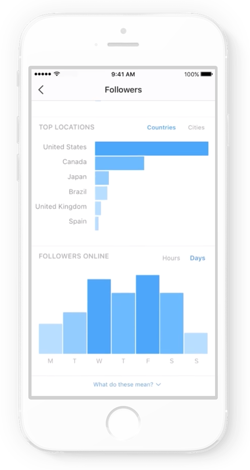 9:41 AM
100%
Followers
TOP LOCATIONS Countries Cities
United States
Canada
Japan
Brazil
United Kingdom
Spain
FOLLOWERS ONLINE Hours Days
M T W T F S S
What do these mean?